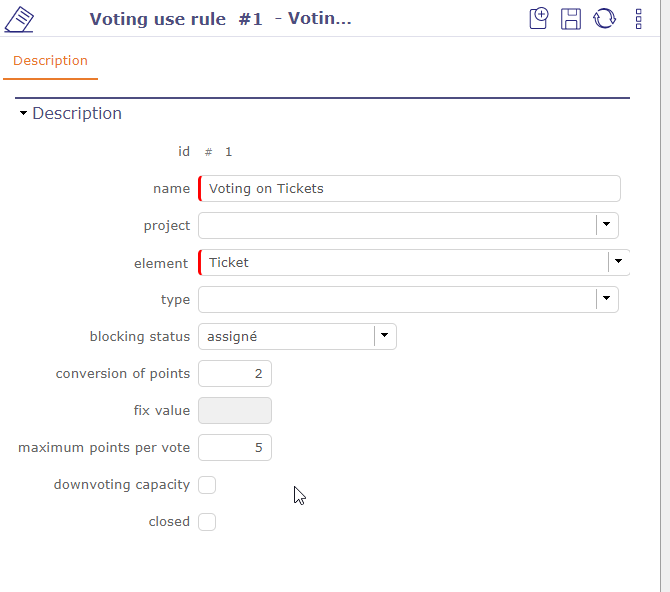 Voting use rule #1 - Votin...
Description
Description
id # 1
name Voting on Tickets
project
element Ticket
type
blocking status assigné
conversion of points 2
fix value
maximum points per vote 5
downvoting capacity
closed